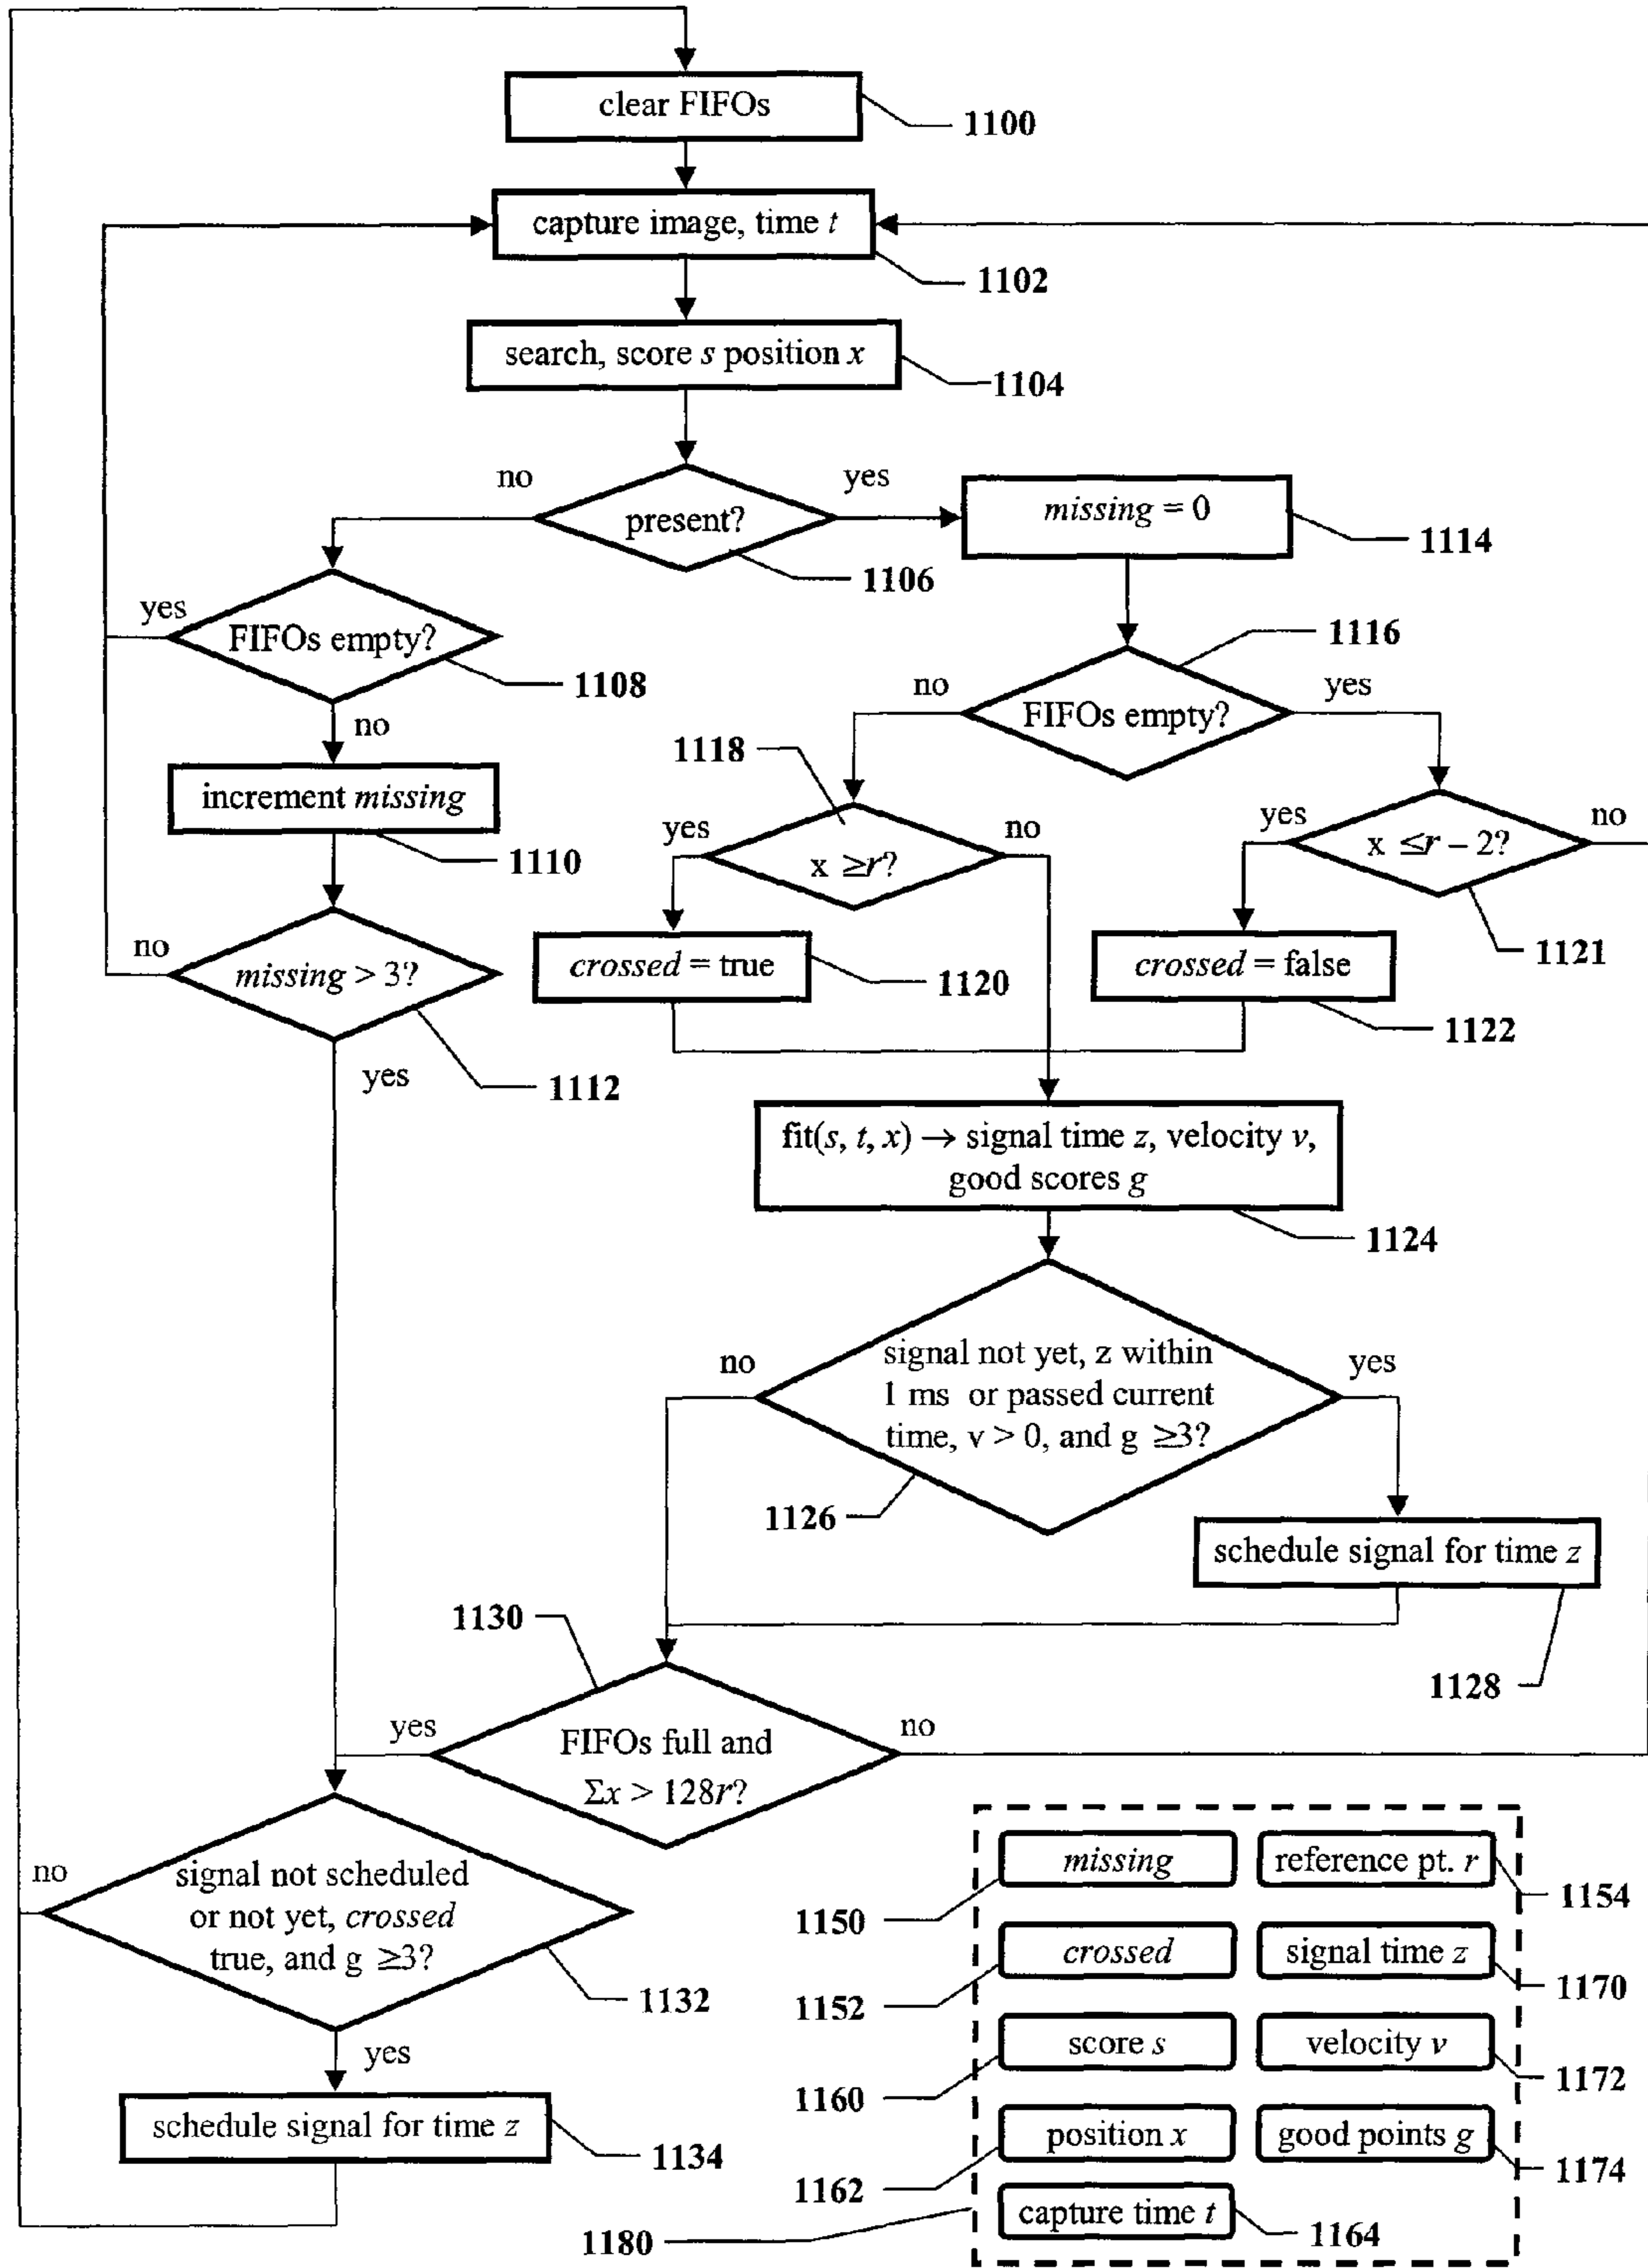 clear FIFOs
1100
capture image, time t
1102
search, score s position x
1104
no
yes
present?
1106
missing = 0
1114
yes
FIFOs empty?
1108
no
increment missing
1110
no
missing > 3?
1112
yes
1116
no
yes
FIFOs empty?
1118
yes
no
x ≥r?
yes
no
x ≤r – 2?
1121
crossed = true
1120
crossed = false
1122
fit(s, t, x) → signal time z, velocity v,
good scores g
1124
no
yes
signal not yet, z within
1 ms or passed current
time, v > 0, and g ≥3?
1126
schedule signal for time z
1128
1130
yes
no
FIFOs full and
Σx > 128r?
no
signal not scheduled
or not yet, crossed
true, and g ≥3?
1132
yes
schedule signal for time z
1134
missing
reference pt. r
1150
1154
crossed
signal time z
1152
1170
score s
velocity v
1160
1172
position x
good points g
1162
1174
capture time t
1180
1164